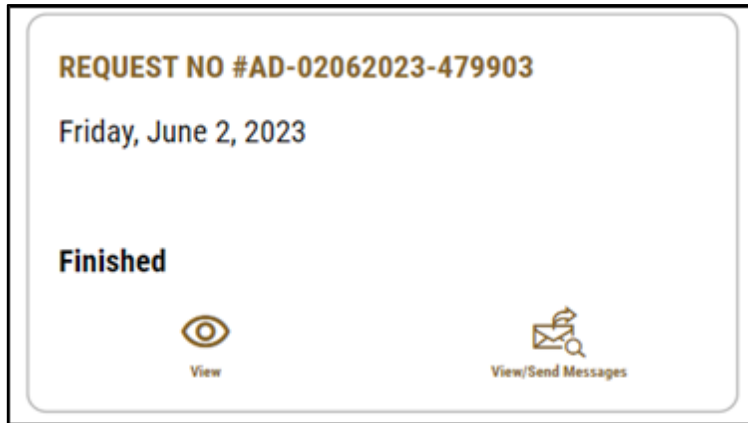 REQUEST NO #AD-02062023-479903
Friday, June 2, 2023
Finished
View
View/Send Messages